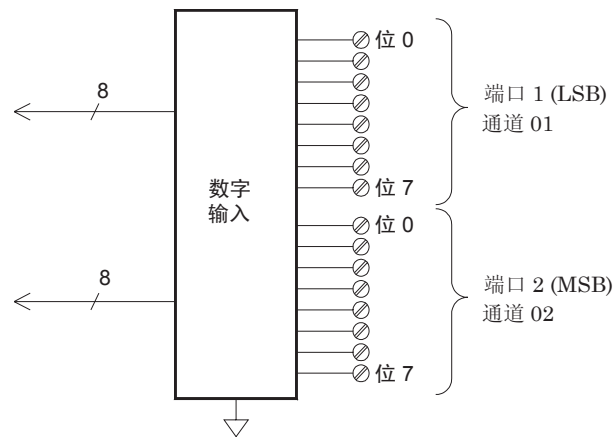 8
8
数字
输入
位 0
位 7
位 0
位 7
端口 1 (LSB)
通道 01
端口 2 (MSB)
通道 02